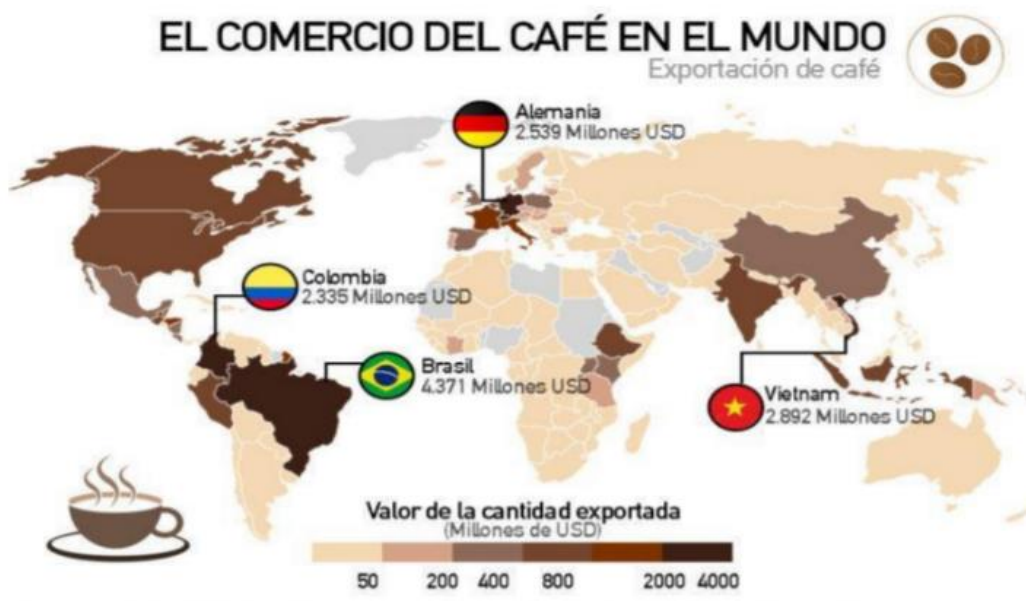 EL COMERCIO DEL CAFÉ EN EL MUNDO
Exportación de café
Alemania
2.539 Millones USD
Colombia
2.335 Millones USD
Brasil
4.371 Millones USD
Vietnam
2.892 Millones USD
Valor de la cantidad exportada
(Millones de USD)
50 200 400 800 2000 4000